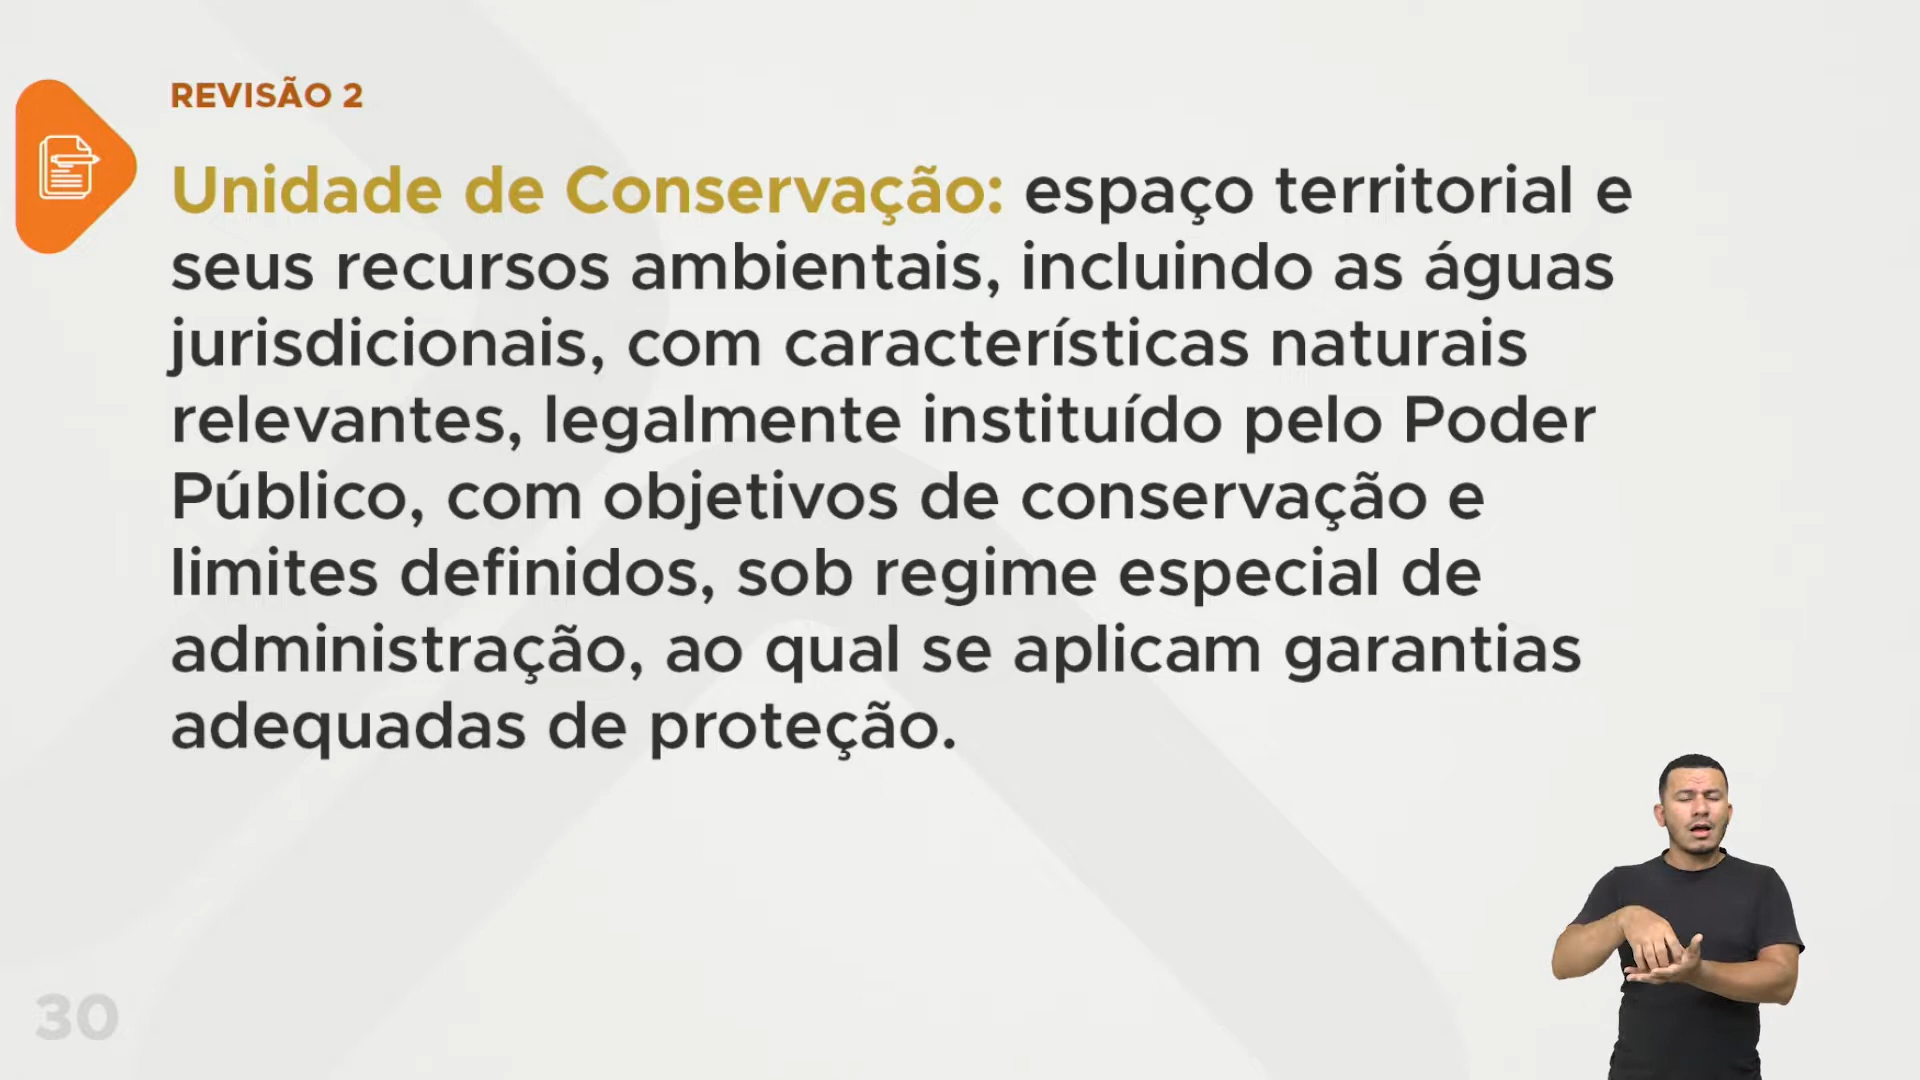 REVISÃO 2
Unidade de Conservação: espaço territorial e
seus recursos ambientais, incluindo as águas
jurisdicionais, com características naturais
relevantes, legalmente instituído pelo Poder
Público, com objetivos de conservação e
limites definidos, sob regime especial de
administração, ao qual se aplicam garantias
adequadas de proteção.
30